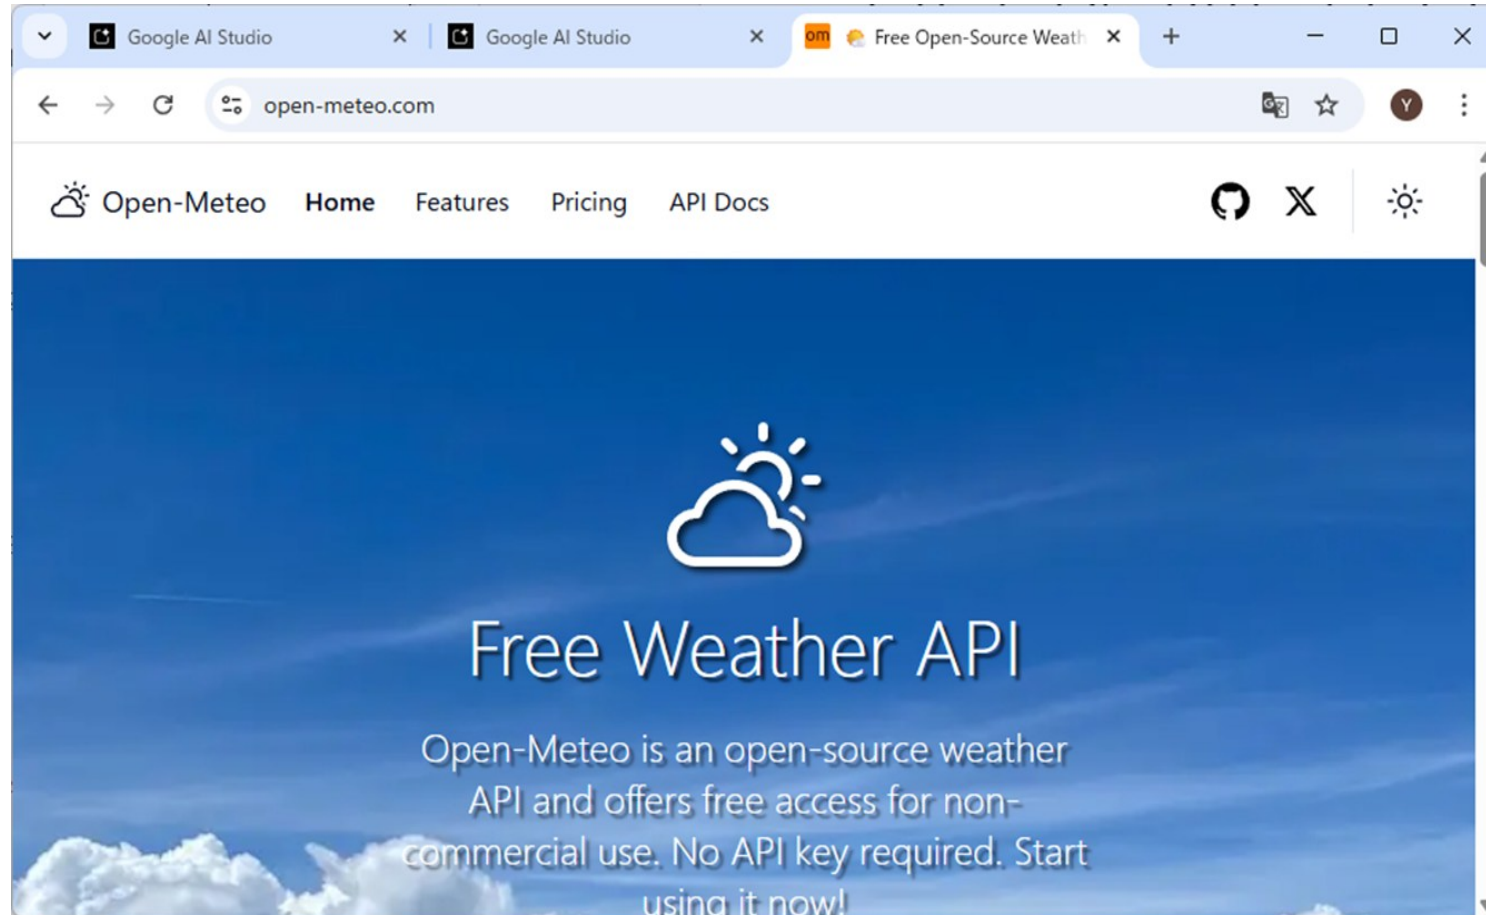 Google AI Studio
Google AI Studio
om Free Open-Source Weath
open-meteo.com
Y
Open-Meteo Home Features Pricing API Docs
Free Weather API
Open-Meteo is an open-source weather
API and offers free access for non-
commercial use. No API key required. Start
using it now!